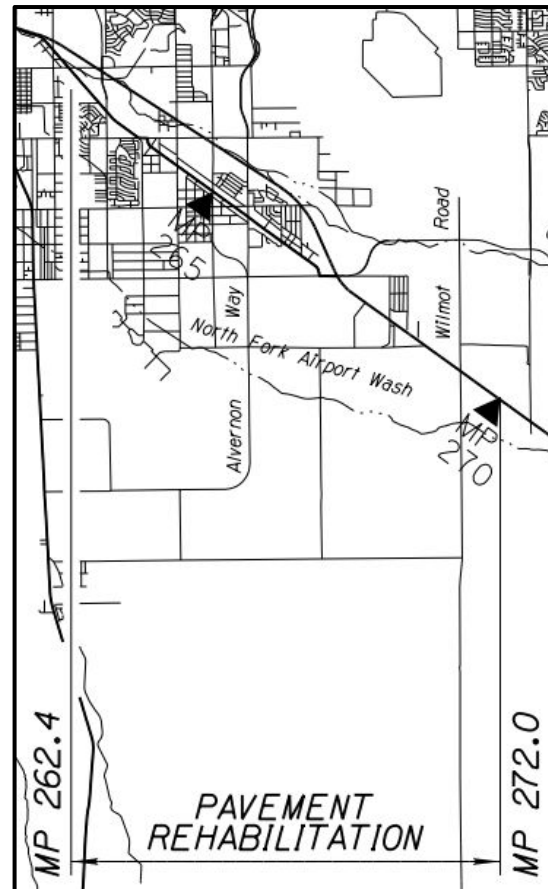 MP
265
Way
Alvernon
Road
Wilmot
North Fork Airport Wash
MP
270
MP 262.4
PAVEMENT
REHABILITATION
MP 272.0